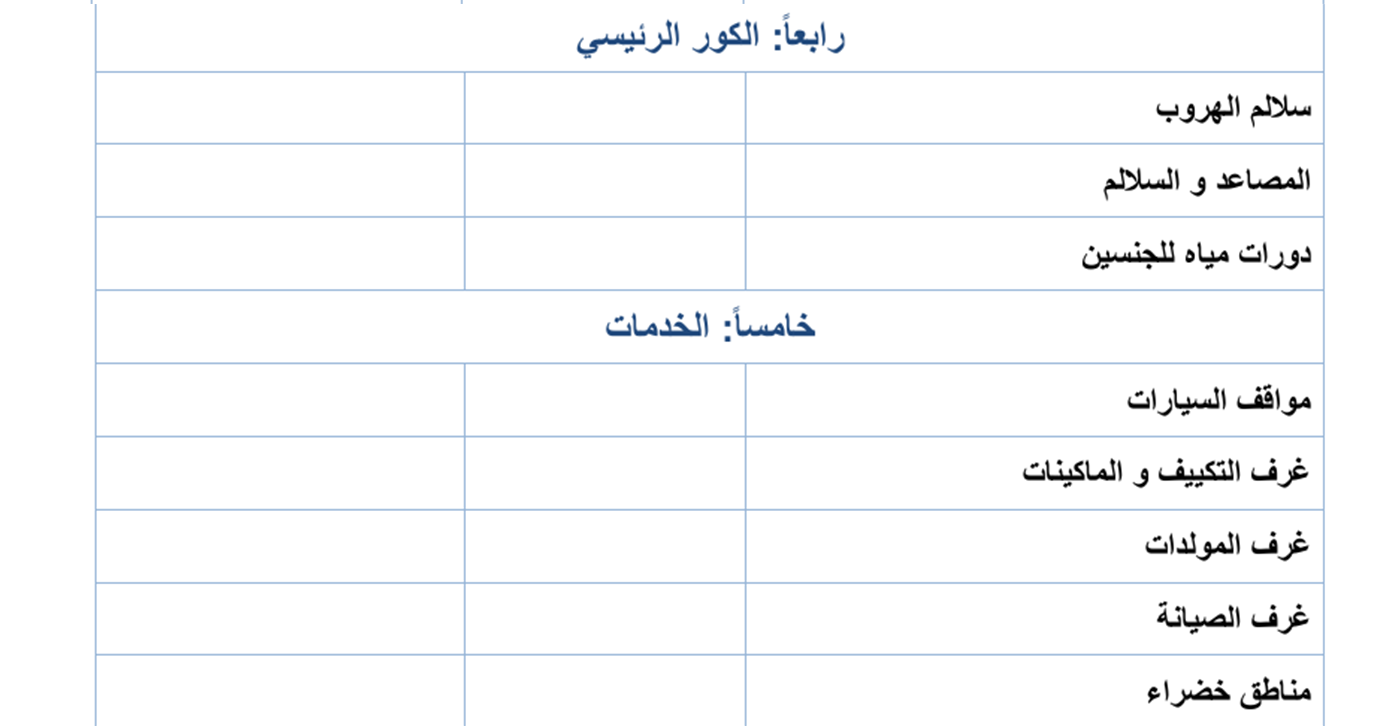 رابعاً: الكور الرئيسي
سلالم الهروب
المصاعد و السلالم
دورات مياه للجنسين
خامساً: الخدمات
مواقف السيارات
غرف التكييف و الماكينات
غرف المولدات
غرف الصيانة
مناطق خضراء